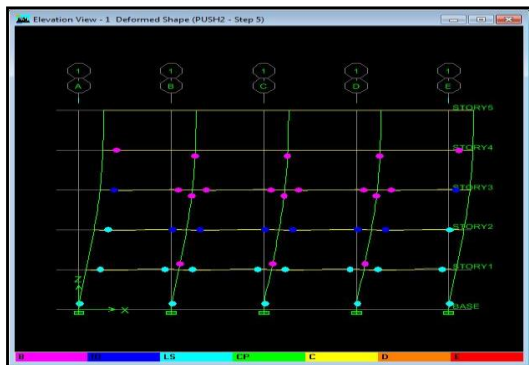 Elevation View - 1 Deformed Shape (PUSH2 - Step 5)
1 1 1 1 1
A B C D E
STORY5
STORY4
STORY3
STORY2
STORY1
Z
X
BASE
B IO LS CP C D E